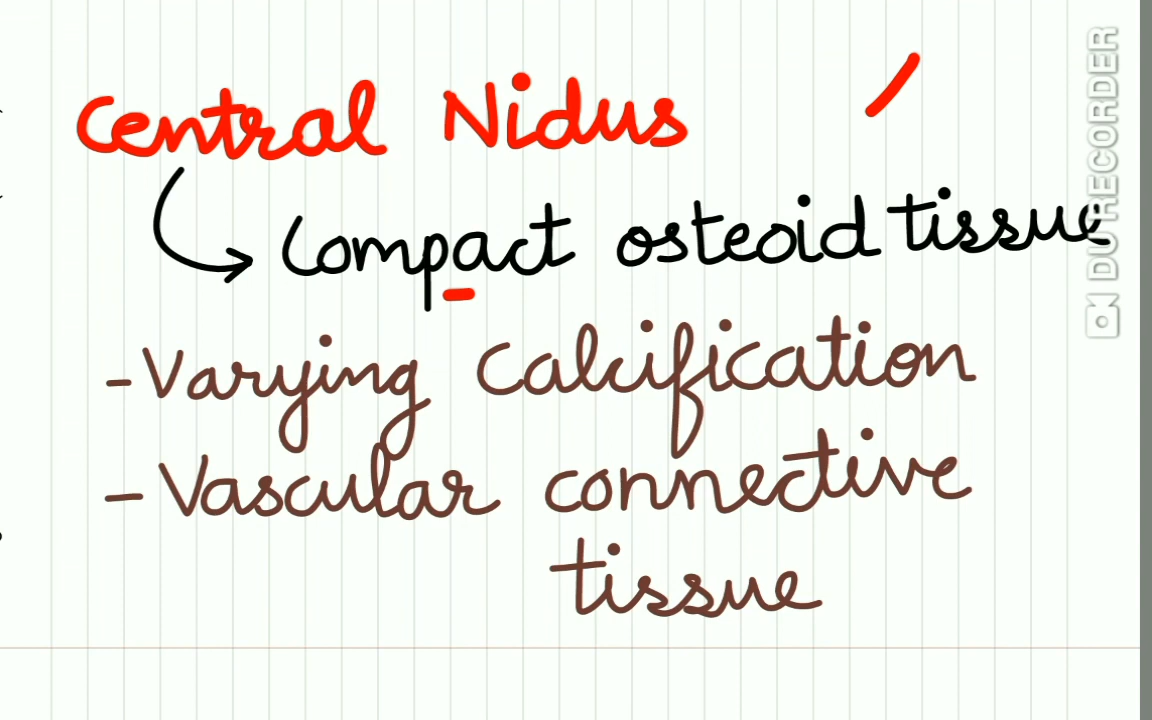 Central Nidus
Compact osteoid tissue
- Varying Calcification
- Vascular connective
tissue
DU RECORDER